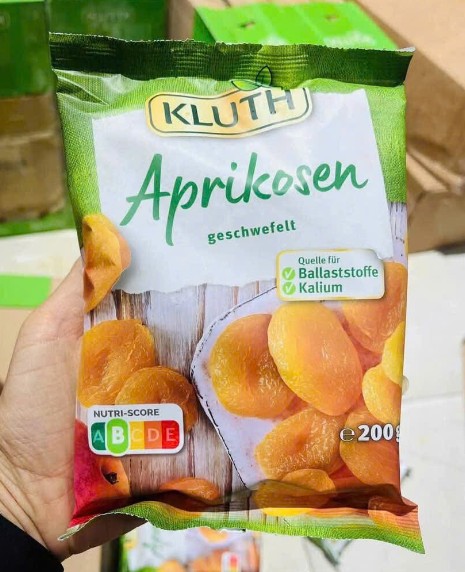 KLUTH
Aprikosen
geschwefelt
Quelle für
Ballaststoffe
Kalium
NUTRI-SCORE
A B C D E
e 200g